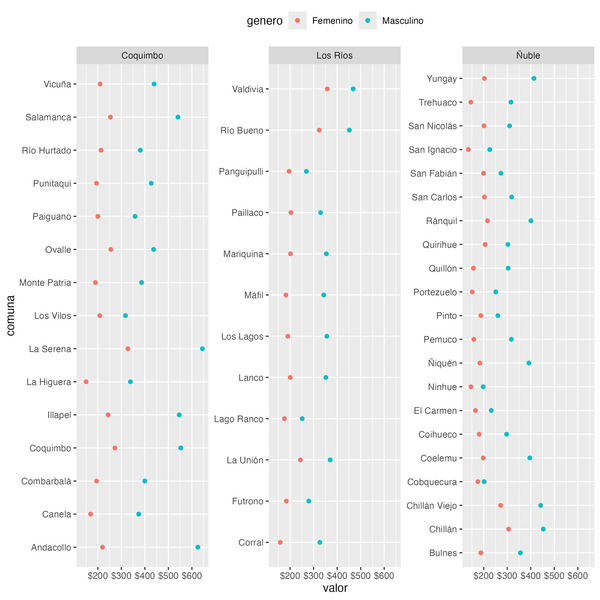 genero Femenino Masculino
Coquimbo
Los Ríos
Ñuble
comuna
Vicuña
Salamanca
Río Hurtado
Punitaqui
Paiguano
Ovalle
Monte Patria
Los Vilos
La Serena
La Higuera
Illapel
Coquimbo
Combarbalá
Canela
Andacollo
$200 $300 $400 $500 $600
Valdivia
Río Bueno
Panguipulli
Paillaco
Mariquina
Máfil
Los Lagos
Lanco
Lago Ranco
La Unión
Futrono
Corral
$200 $300 $400 $500 $600
Yungay
Trehuaco
San Nicolás
San Ignacio
San Fabián
San Carlos
Ránquil
Quirihue
Quillón
Portezuelo
Pinto
Pemuco
Ñiquén
Ninhue
El Carmen
Coihueco
Coelemu
Cobquecura
Chillán Viejo
Chillán
Bulnes
$200 $300 $400 $500 $600
valor